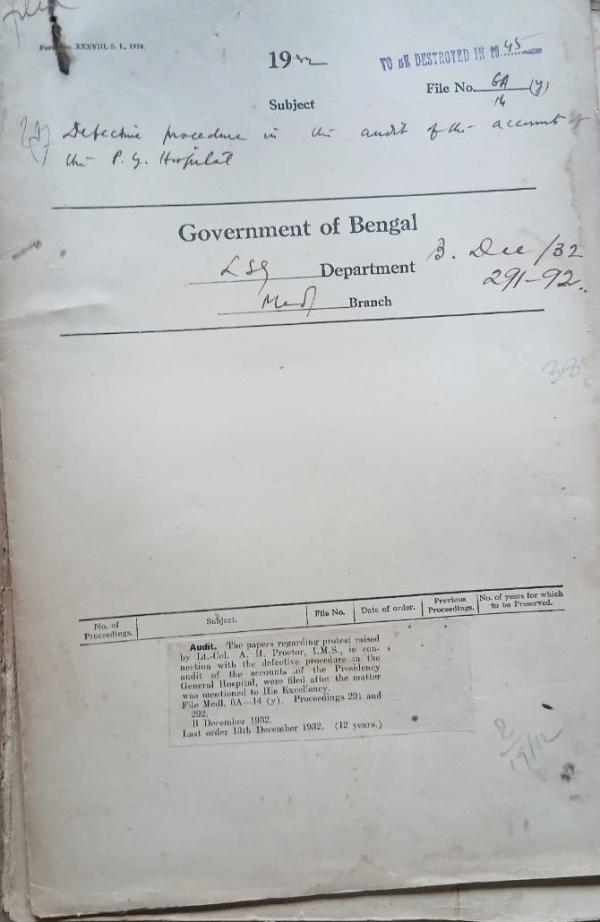 Form No. XXXVIII, S. I., 1924.
19
TO BE DESTROYED IN 1945
File No. 6A (y)
14
Subject
Defective procedure in the audit of the accounts of
the P. G. Hospital
Government of Bengal
LSG Department
B. Dec /32
Medl Branch
291-92.
38
No. of Proceedings. Subject. File No. Date of order. Previous Proceedings. No. of years for which to be Preserved.
Audit. The papers regarding protest raised
by Lt.-Col. A. H. Proctor, I.M.S., in con-
nection with the defective procedure in the
audit of the accounts of the Presidency
General Hospital, were filed after the matter
was mentioned to His Excellency.
File Medl. 6A—14 (y). Proceedings 291 and
292.
B December 1932.
Last order 13th December 1932. (12 years.)
2
19/12